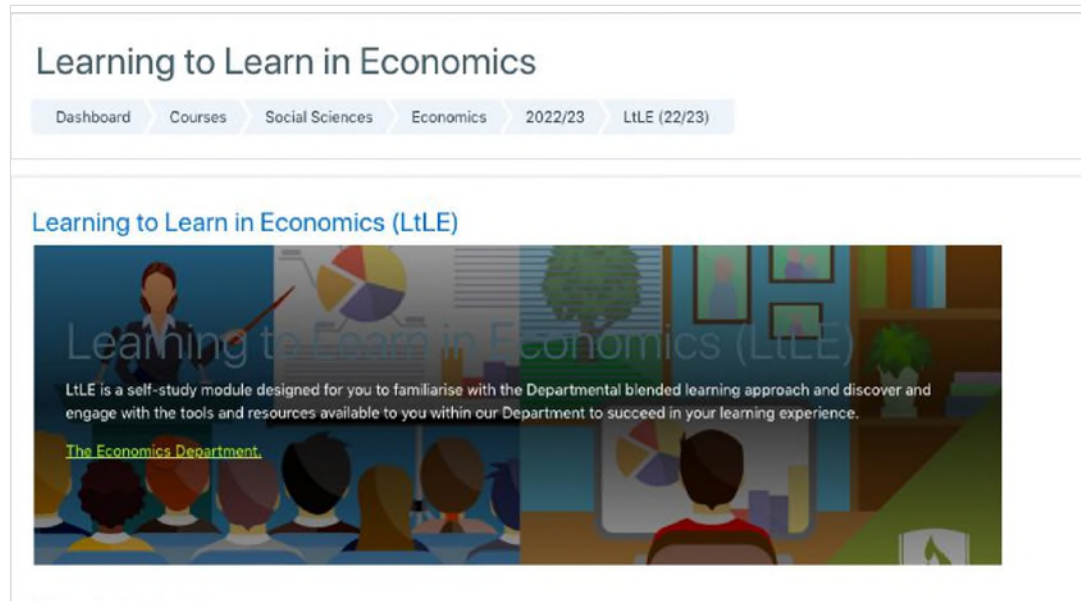 Learning to Learn in Economics
Dashboard Courses Social Sciences Economics 2022/23 LtLE (22/23)
Learning to Learn in Economics (LtLE)
Learning to Learn in Economics (LtLE)
LtLE is a self-study module designed for you to familiarise with the Departmental blended learning approach and discover and
engage with the tools and resources available to you within our Department to succeed in your learning experience.
The Economics Department.